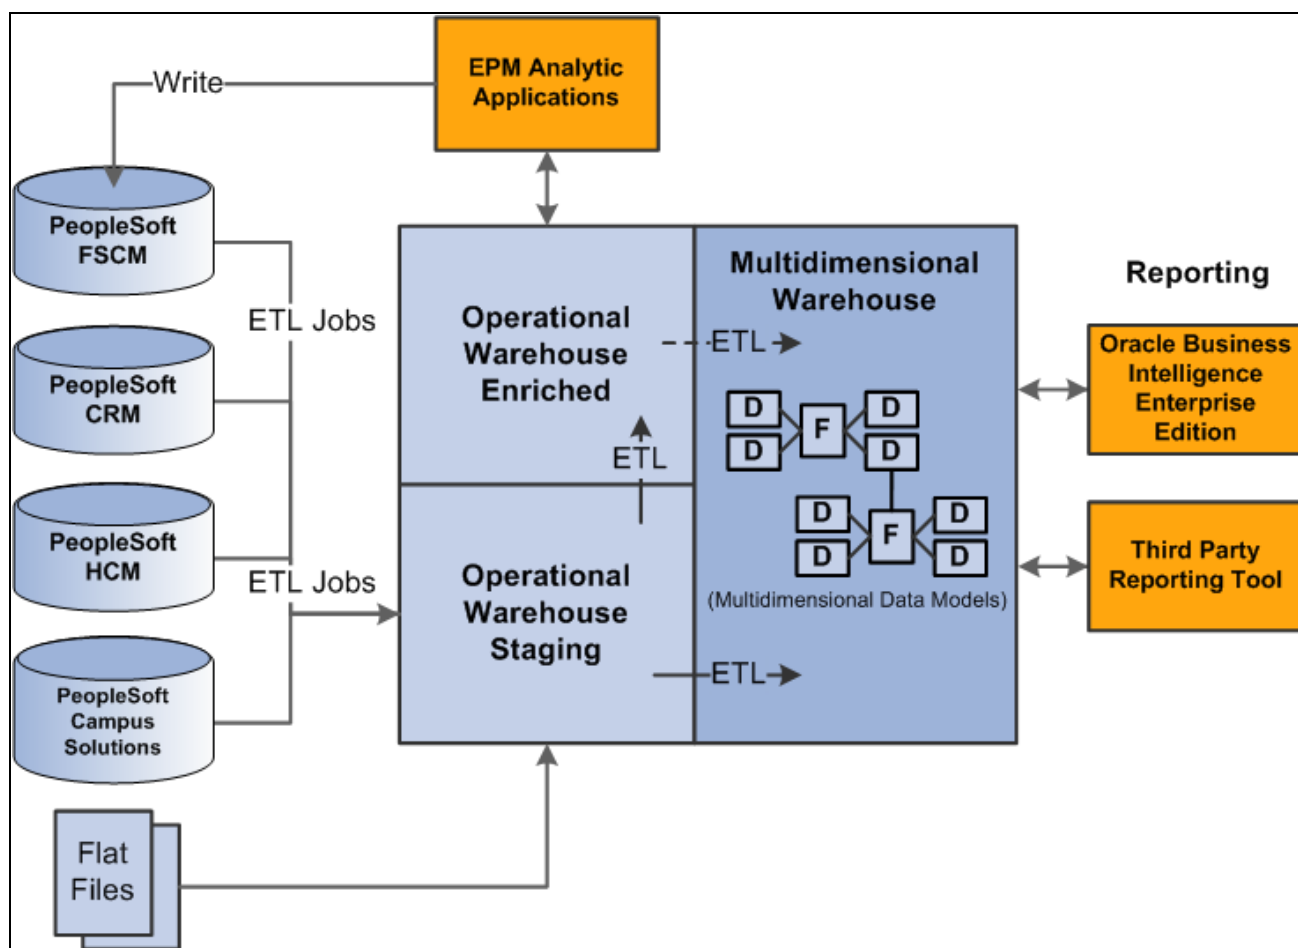 EPM Analytic
Applications
Write
PeopleSoft
FSCM
ETL Jobs
PeopleSoft
CRM
PeopleSoft
HCM
ETL Jobs
PeopleSoft
Campus
Solutions
Flat
Files
Operational
Warehouse
Enriched
ETL
Operational
Warehouse
Staging
Multidimensional
Warehouse
ETL
D
D
F
D
D
D
D
F
D
D
(Multidimensional Data Models)
ETL
Reporting
Oracle Business
Intelligence
Enterprise
Edition
Third Party
Reporting Tool